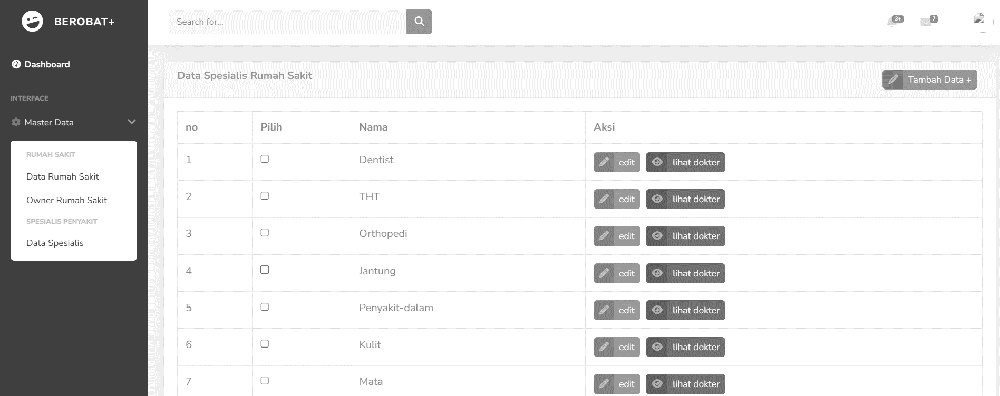 BEROBAT+
Search for...
3+
7
Dashboard
INTERFACE
Master Data
RUMAH SAKIT
Data Rumah Sakit
Owner Rumah Sakit
SPESIALIS PENYAKIT
Data Spesialis
Data Spesialis Rumah Sakit
Tambah Data +
no Pilih Nama Aksi
1 Dentist edit lihat dokter
2 THT edit lihat dokter
3 Orthopedi edit lihat dokter
4 Jantung edit lihat dokter
5 Penyakit-dalam edit lihat dokter
6 Kulit edit lihat dokter
7 Mata edit lihat dokter